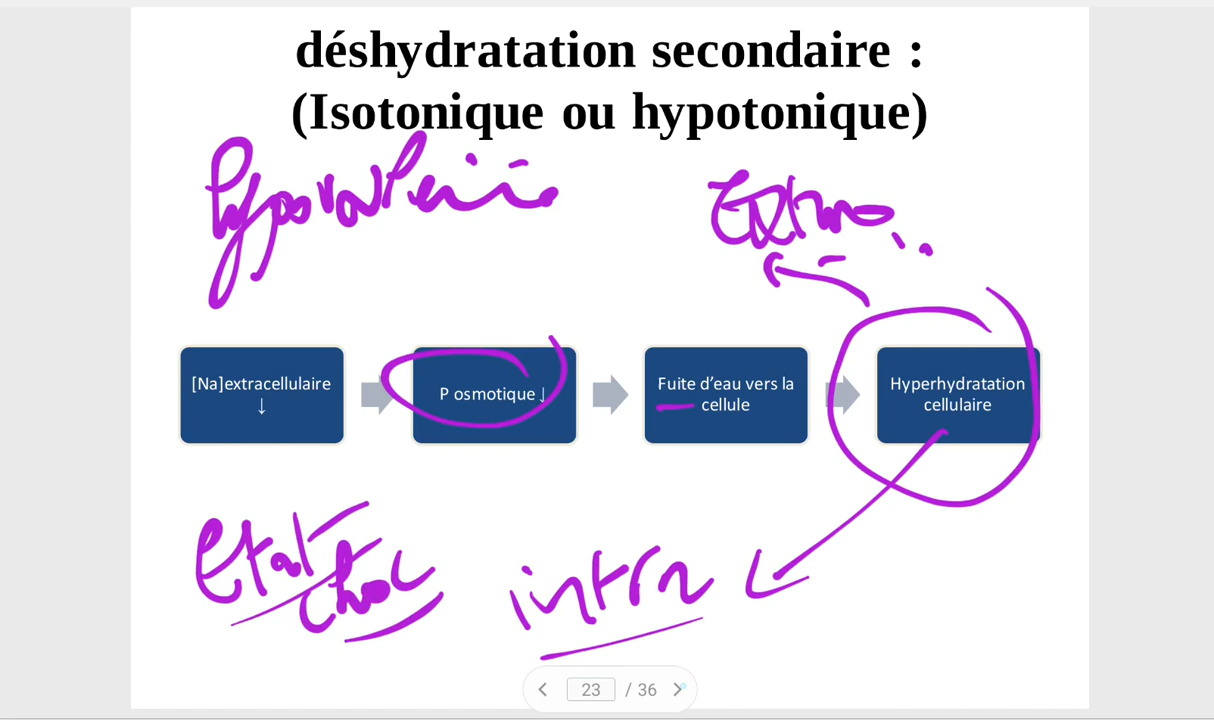 déshydratation secondaire :
(Isotonique ou hypotonique)
Extra..
[Na]extracellulaire
↓
P osmotique ↓
Fuite d’eau vers la
cellule
Hyperhydratation
cellulaire
etat
choc
intra
23 / 36